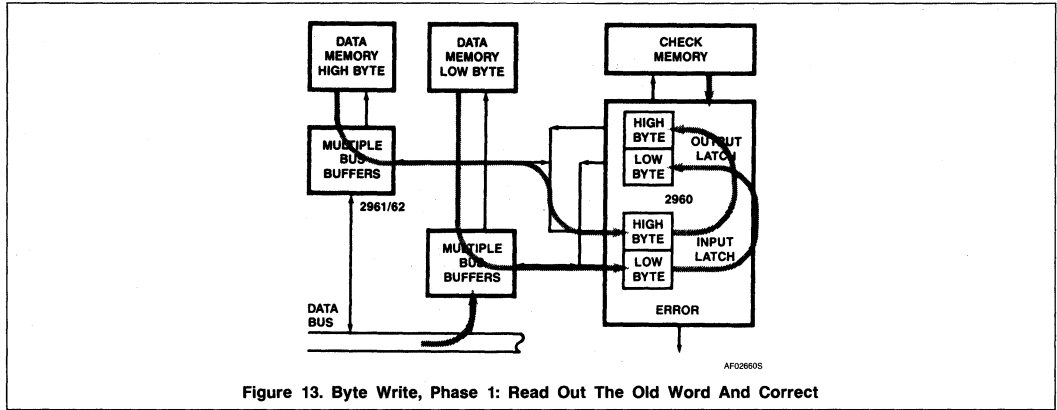 DATA
MEMORY
HIGH BYTE
DATA
MEMORY
LOW BYTE
CHECK
MEMORY
MULTIPLE
BUS
BUFFERS
2961/62
HIGH
BYTE
LOW
BYTE
OUTPUT
LATCH
2960
HIGH
BYTE
LOW
BYTE
INPUT
LATCH
MULTIPLE
BUS
BUFFERS
ERROR
DATA
BUS
AF02660S
Figure 13. Byte Write, Phase 1: Read Out The Old Word And Correct